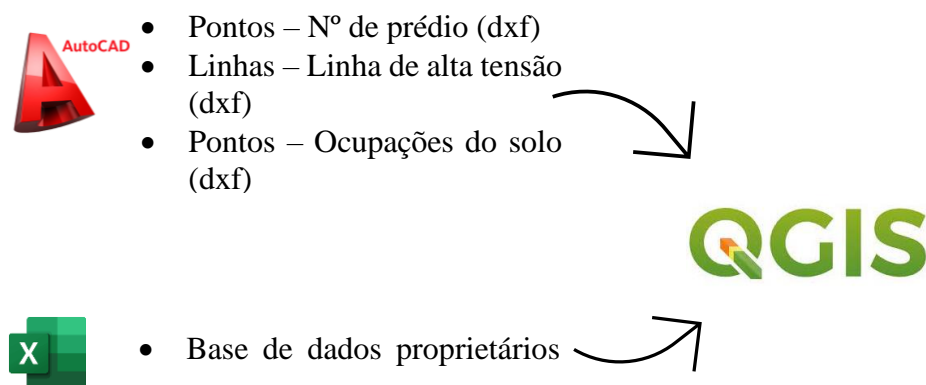 AutoCAD
• Pontos – Nº de prédio (dxf)
• Linhas – Linha de alta tensão
(dxf)
• Pontos – Ocupações do solo
(dxf)
QGIS
X
• Base de dados proprietários